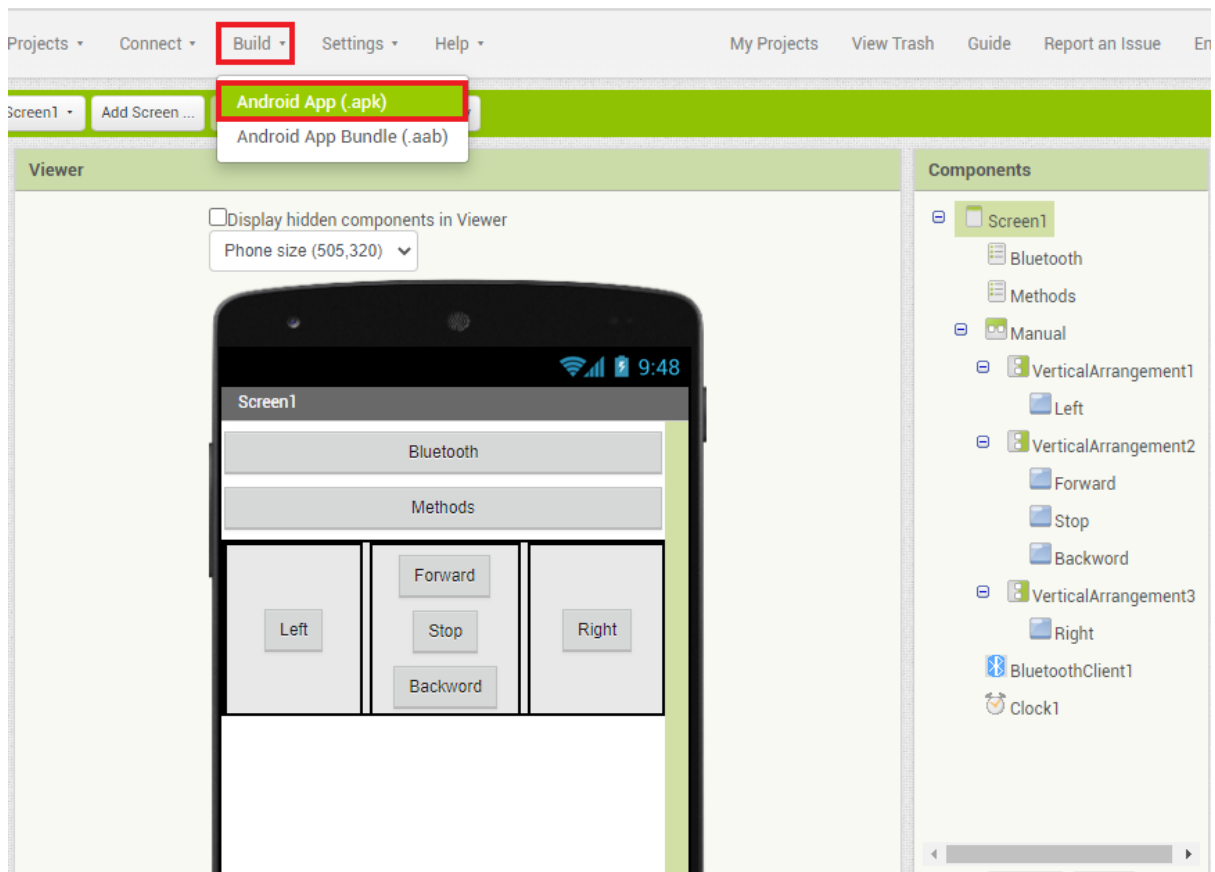 Projects Connect Build Settings Help My Projects View Trash Guide Report an Issue
Screen1 Add Screen ...
Android App (.apk)
Android App Bundle (.aab)
Viewer
Display hidden components in Viewer
Phone size (505,320)
9:48
Screen1
Bluetooth
Methods
Forward
Left Stop Right
Backword
Components
Screen1
Bluetooth
Methods
Manual
VerticalArrangement1
Left
VerticalArrangement2
Forward
Stop
Backword
VerticalArrangement3
Right
BluetoothClient1
Clock1